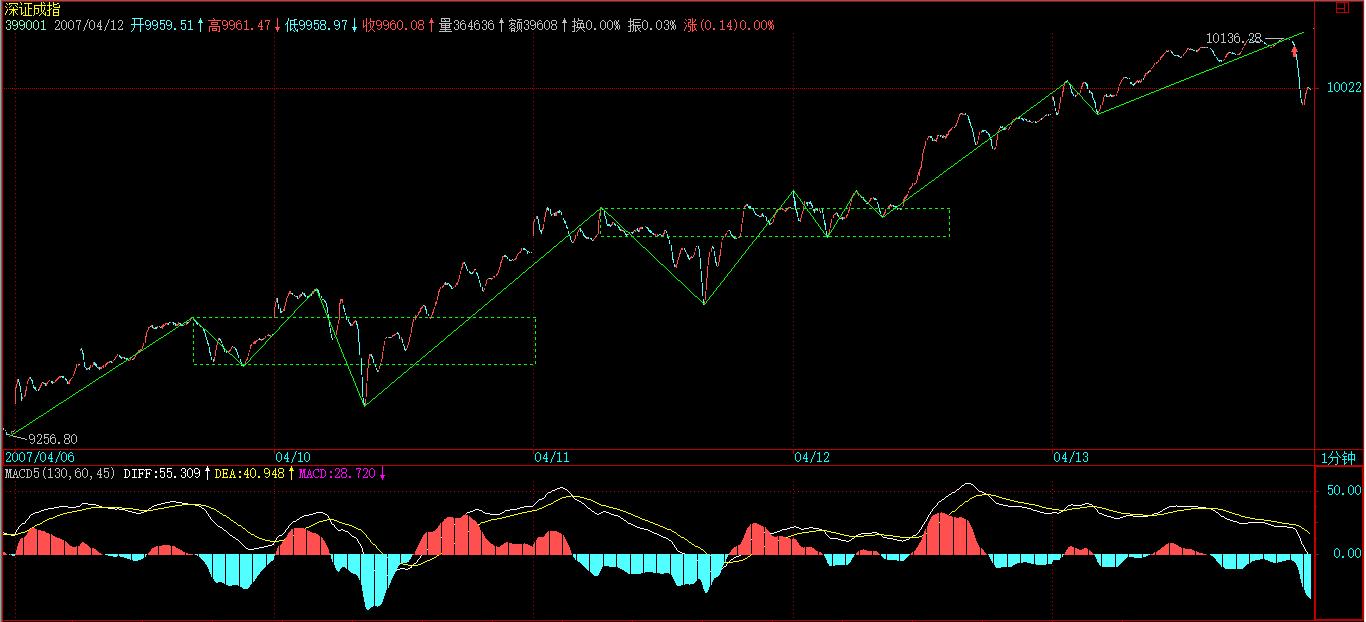 深证成指
399001 2007/04/12 开9959.51↑高9961.47↓低9958.97↓收9960.08↑量364636↑额39608↑换0.00% 振0.03% 涨(0.14)0.00%
10136.28
10022
9256.80
2007/04/06 04/10 04/11 04/12 04/13 1分钟
MACD5(130,60,45) DIFF:55.309↑DEA:40.948↑MACD:28.720↓
50.00
0.00